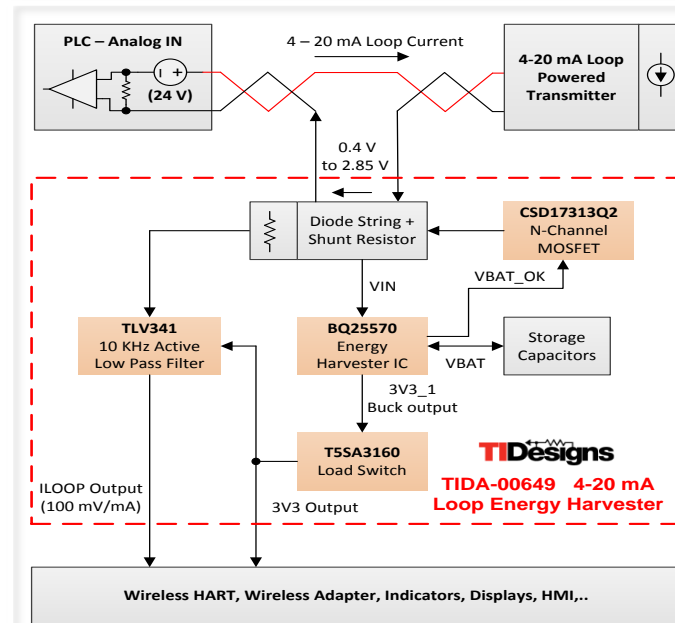 PLC – Analog IN
(24 V)
4 – 20 mA Loop Current
4-20 mA Loop
Powered
Transmitter
0.4 V
to 2.85 V
Diode String +
Shunt Resistor
CSD17313Q2
N-Channel
MOSFET
VIN
VBAT_OK
TLV341
10 KHz Active
Low Pass Filter
BQ25570
Energy
Harvester IC
VBAT
Storage
Capacitors
3V3_1
Buck output
T5SA3160
Load Switch
TIDesigns
TIDA-00649 4-20 mA
Loop Energy Harvester
ILOOP Output
(100 mV/mA)
3V3 Output
Wireless HART, Wireless Adapter, Indicators, Displays, HMI,..